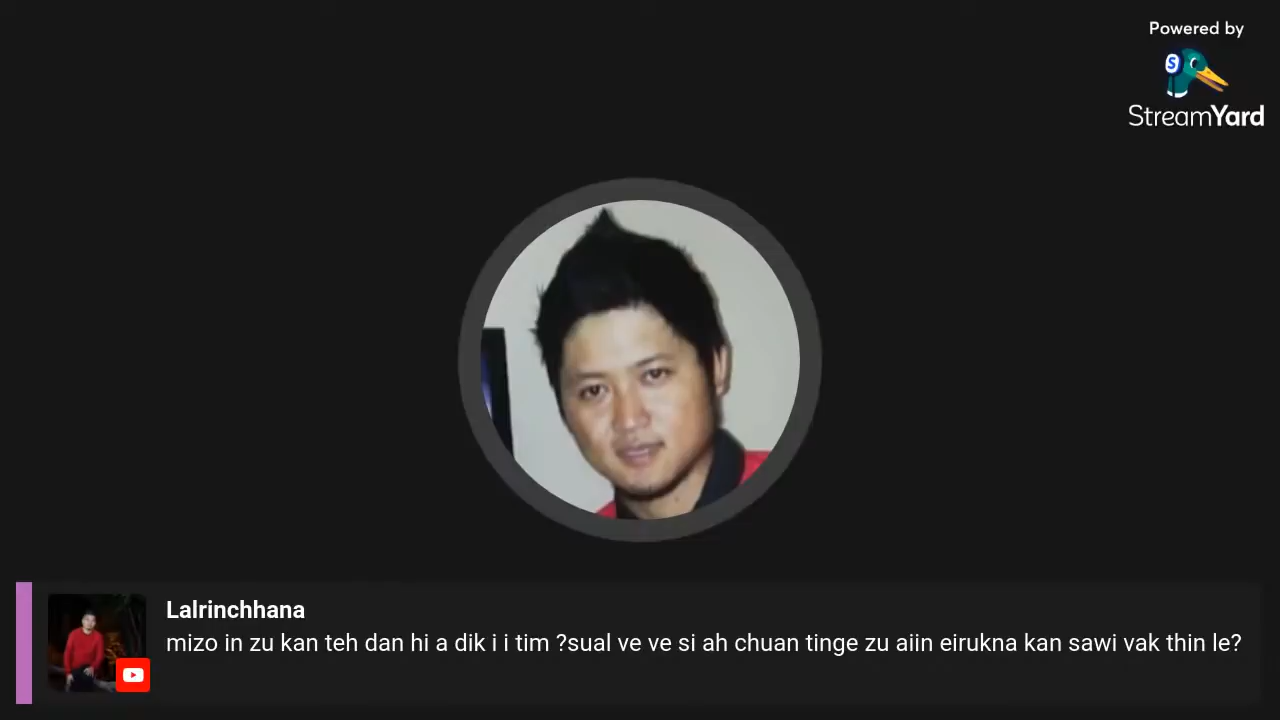 Powered by
S
StreamYard
Lalrinchhana
mizo in zu kan teh dan hi a dik i i tim ?sual ve ve si ah chuan tinge zu aiin eirukna kan sawi vak thin le?